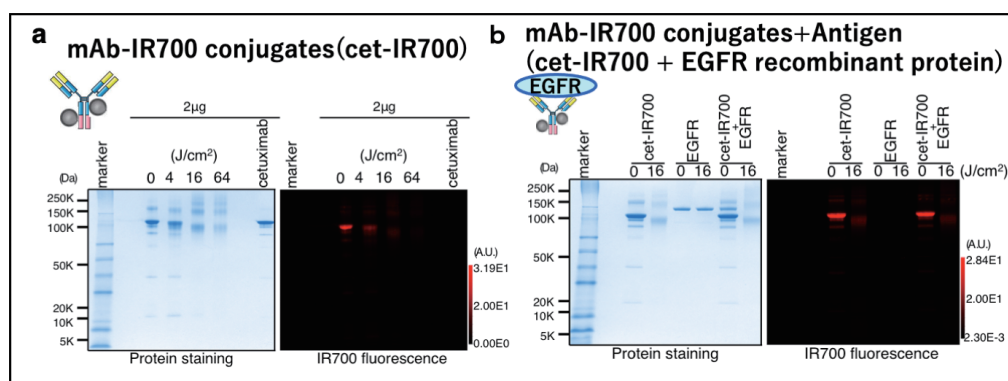 a
mAb-IR700 conjugates(cet-IR700)
2μg
2μg
marker
(J/cm²)
cetuximab
marker
(J/cm²)
cetuximab
(Da)
0 4 16 64
0 4 16 64
250K
150K
100K
50K
20K
10K
5K
(A.U.)
3.19E1
2.00E1
0.00E0
Protein staining
IR700 fluorescence
b
mAb-IR700 conjugates+Antigen
(cet-IR700 + EGFR recombinant protein)
EGFR
marker
cet-IR700
EGFR
cet-IR700
+
EGFR
marker
cet-IR700
EGFR
cet-IR700
+
EGFR
(Da)
0 16 0 16 0 16
0 16 0 16 0 16 (J/cm²)
250K
150K
100K
50K
20K
10K
5K
(A.U.)
2.84E1
2.00E1
2.30E-3
Protein staining
IR700 fluorescence